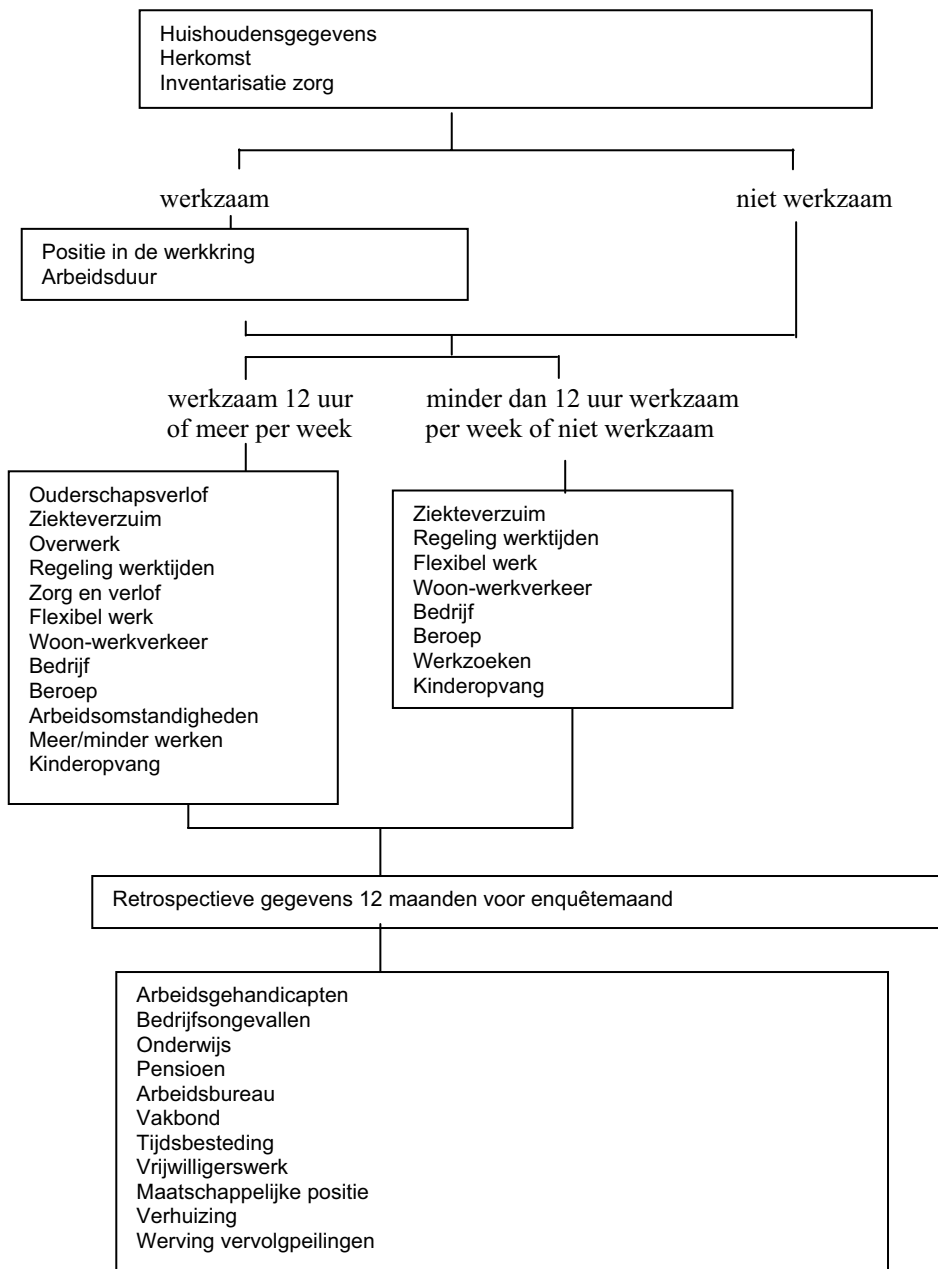 Huishoudensgegevens
Herkomst
Inventarisatie zorg
werkzaam
niet werkzaam
Positie in de werkkring
Arbeidsduur
werkzaam 12 uur
of meer per week
minder dan 12 uur werkzaam
per week of niet werkzaam
Ouderschapsverlof
Ziekteverzuim
Overwerk
Regeling werktijden
Zorg en verlof
Flexibel werk
Woon-werkverkeer
Bedrijf
Beroep
Arbeidsomstandigheden
Meer/minder werken
Kinderopvang
Ziekteverzuim
Regeling werktijden
Flexibel werk
Woon-werkverkeer
Bedrijf
Beroep
Werkzoeken
Kinderopvang
Retrospectieve gegevens 12 maanden voor enquêtemaand
Arbeidsgehandicapten
Bedrijfsongevallen
Onderwijs
Pensioen
Arbeidsbureau
Vakbond
Tijdsbesteding
Vrijwilligerswerk
Maatschappelijke positie
Verhuizing
Werving vervolgpeilingen